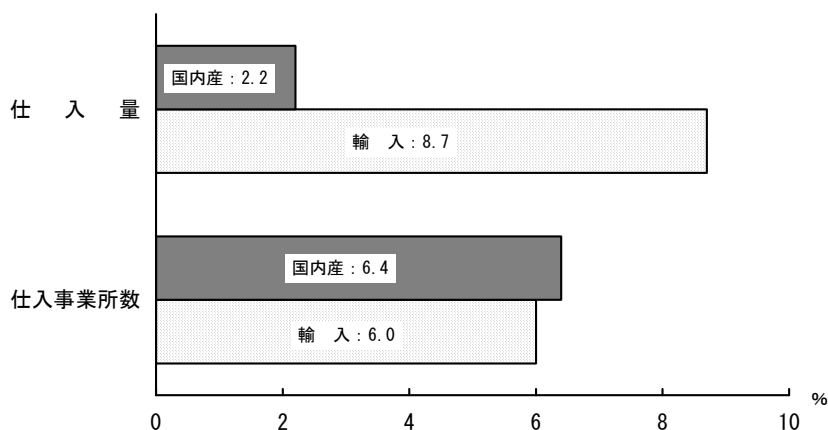 国内産：2.2
仕　入　量
輸　入：8.7
国内産：6.4
仕入事業所数
輸　入：6.0
0 2 4 6 8 10 %